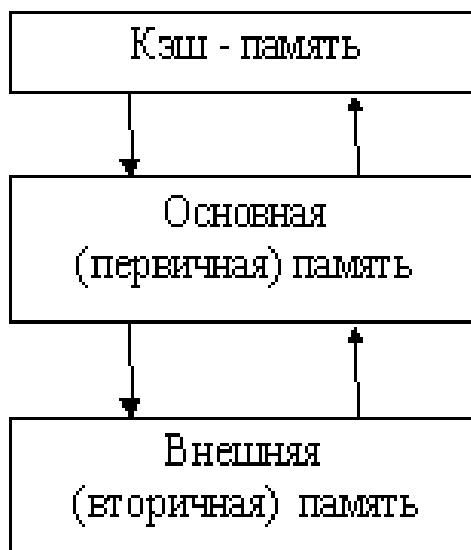 Кэш - память
Основная
(первичная) память
Внешняя
(вторичная) память